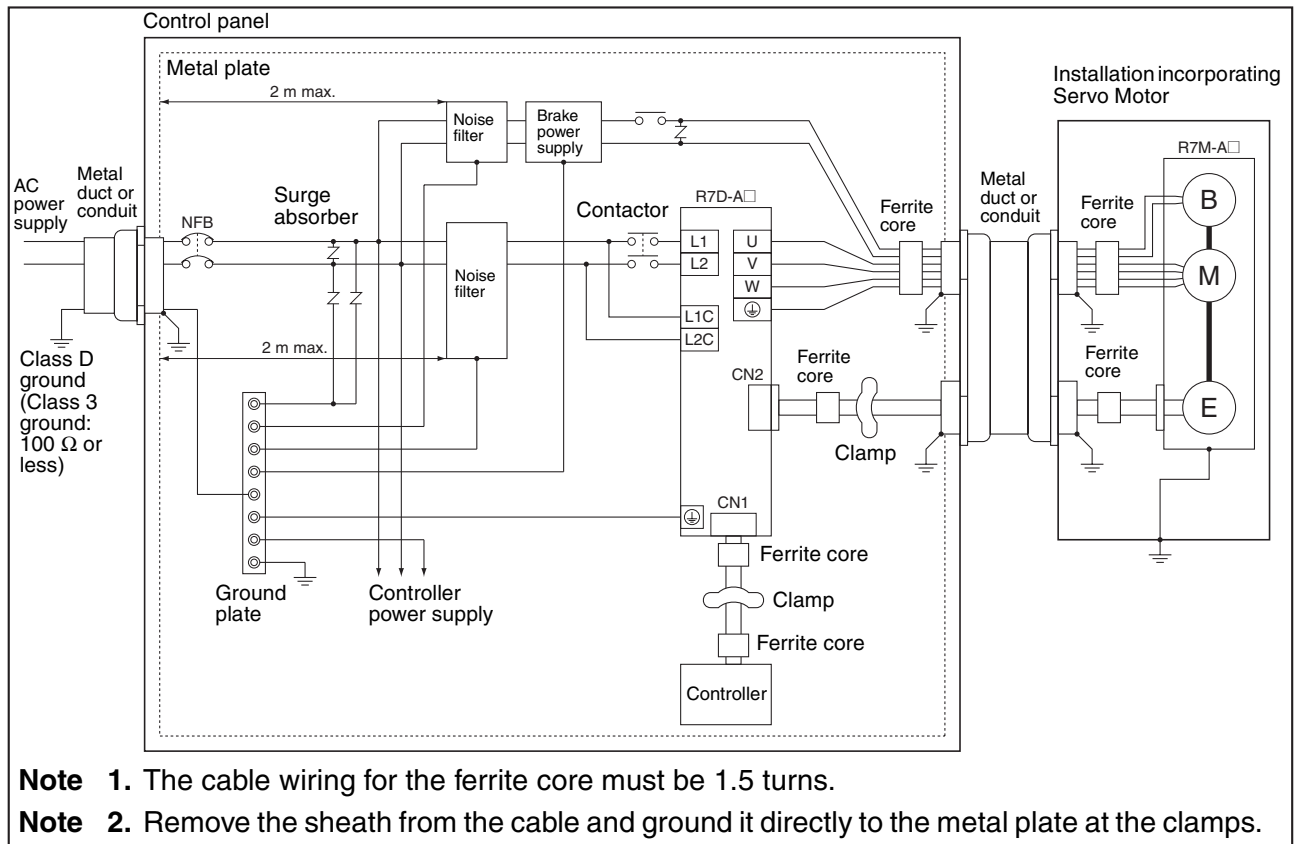 Control panel
Metal plate
2 m max.
Noise
filter
Brake
power
supply
Installation incorporating
Servo Motor
R7M-A□
AC
power
supply
Metal
duct or
conduit
NFB
Surge
absorber
Contactor
R7D-A□
Ferrite
core
Metal
duct or
conduit
Ferrite
core
B
L1
U
L2
V
W
Noise
filter
M
L1C
L2C
2 m max.
Class D
ground
(Class 3
ground:
100 Ω or
less)
CN2
Ferrite
core
Ferrite
core
E
Clamp
CN1
Ferrite core
Ground
plate
Controller
power supply
Clamp
Ferrite core
Controller
Note 1. The cable wiring for the ferrite core must be 1.5 turns.
Note 2. Remove the sheath from the cable and ground it directly to the metal plate at the clamps.